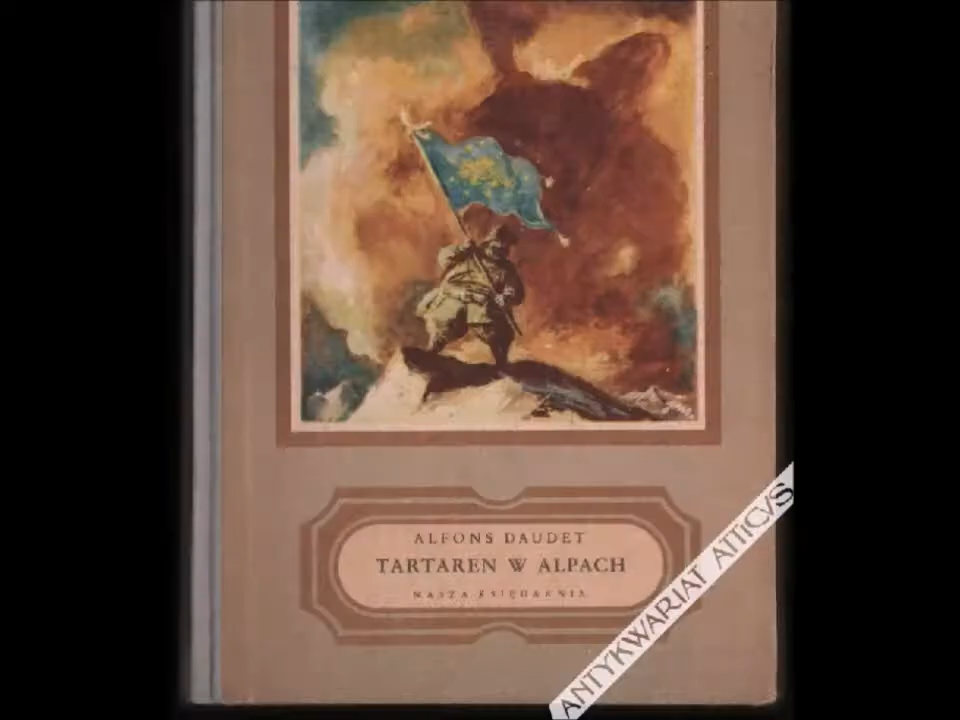 ALFONS DAUDET
TARTAREN W ALPACH
NASZA KSIĘGARNIA
ANTYKWARIAT ATTICVS